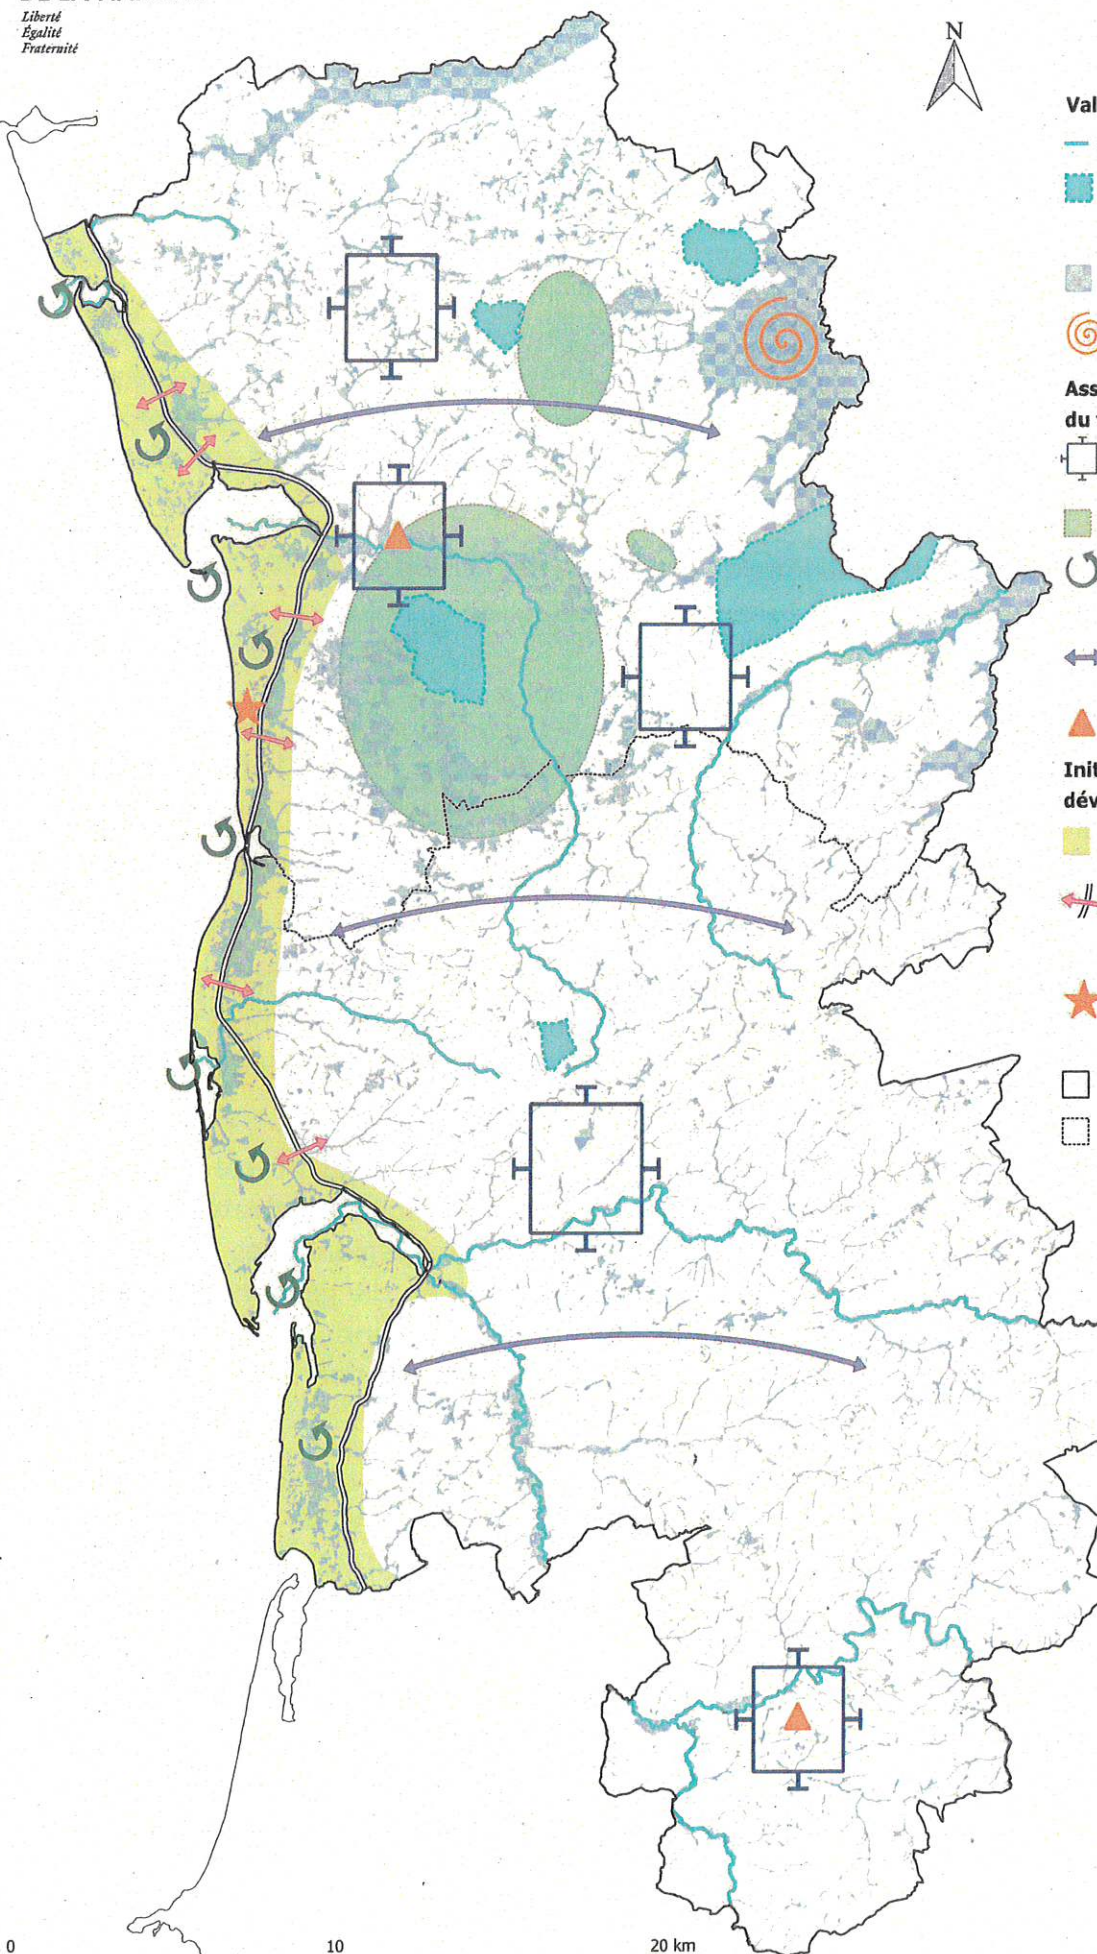 Liberté
Égalité
Fraternité
N
Val
Ass
du
Init
dév
0 10 20 km